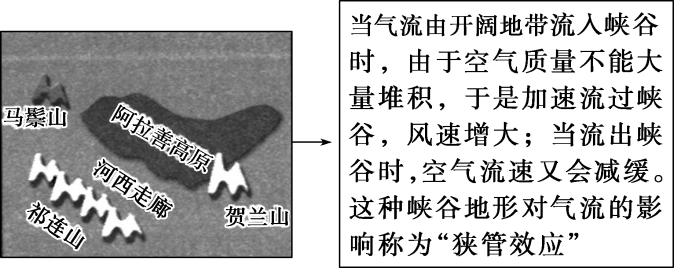 马鬃山
阿拉善高原
河西走廊
祁连山
贺兰山
当气流由开阔地带流入峡谷
时，由于空气质量不能大
量堆积，于是加速流过峡
谷，风速增大；当流出峡
谷时，空气流速又会减缓。
这种峡谷地形对气流的影
响称为“狭管效应”